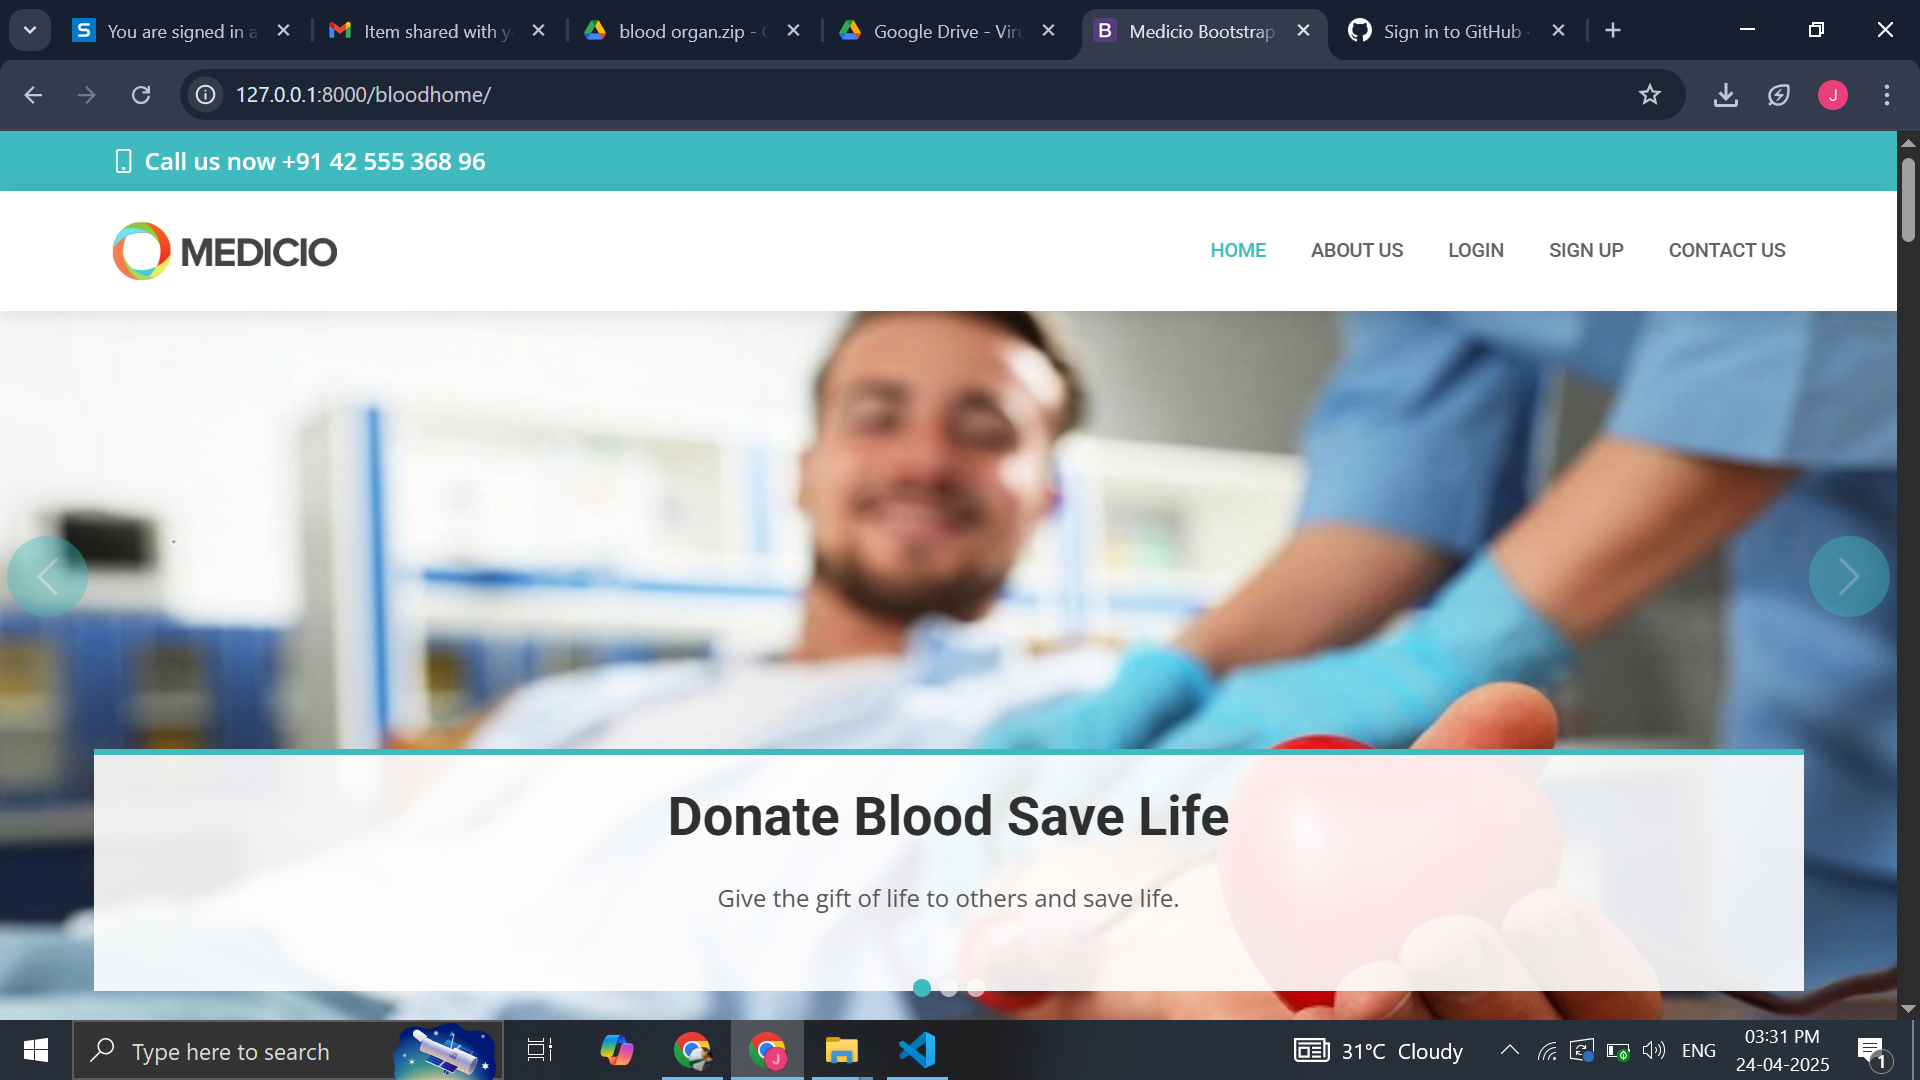 You are signed in a
Item shared with y
blood organ.zip -
Google Drive - Viru
Medicio Bootstrap
Sign in to GitHub
127.0.0.1:8000/bloodhome/
J
Call us now +91 42 555 368 96
MEDICIO
HOME
ABOUT US
LOGIN
SIGN UP
CONTACT US
Donate Blood Save Life
Give the gift of life to others and save life.
Type here to search
J
31°C Cloudy
ENG
03:31 PM
24-04-2025
1